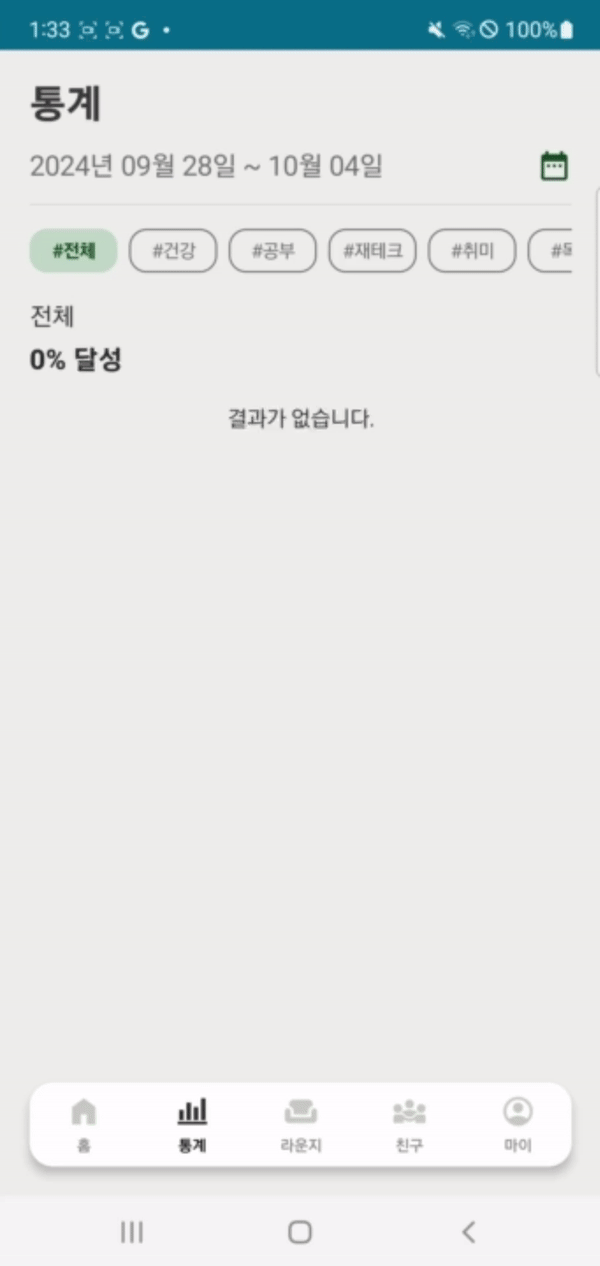 1:33 G 100%
통계
2024년 09월 28일 ~ 10월 04일
#전체 #건강 #공부 #재테크 #취미
전체
0% 달성
결과가 없습니다.
홈 통계 라운지 친구 마이